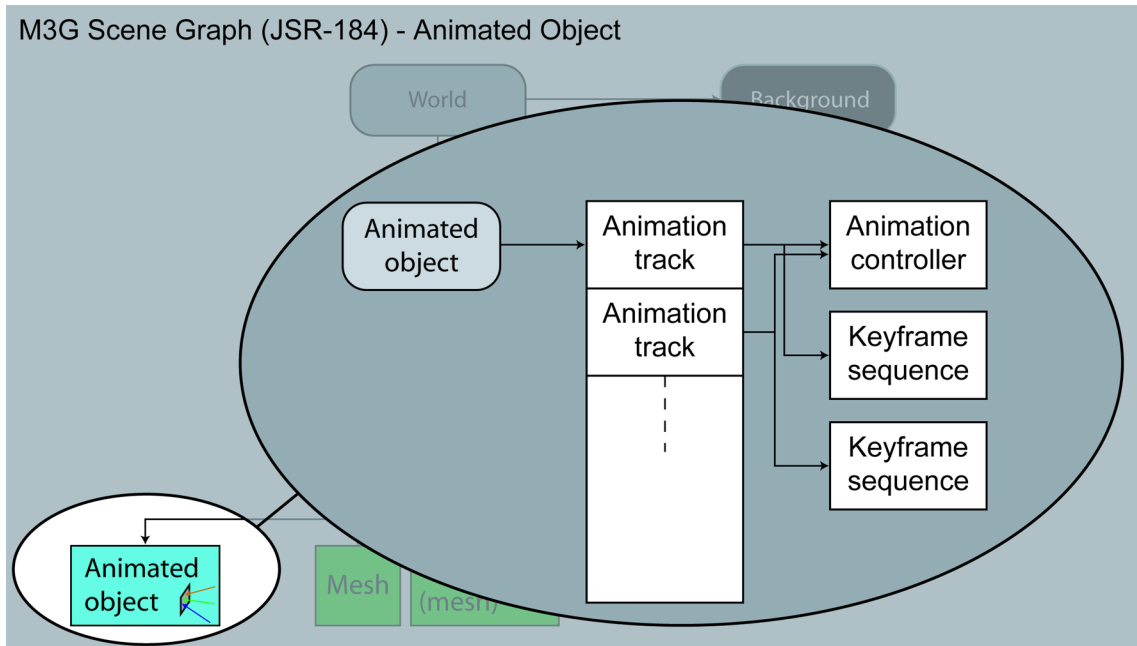 M3G Scene Graph (JSR-184) - Animated Object
World
Background
Animated
object
Animation
track
Animation
controller
Animation
track
Keyframe
sequence
Keyframe
sequence
Animated
object
Mesh
(mesh)